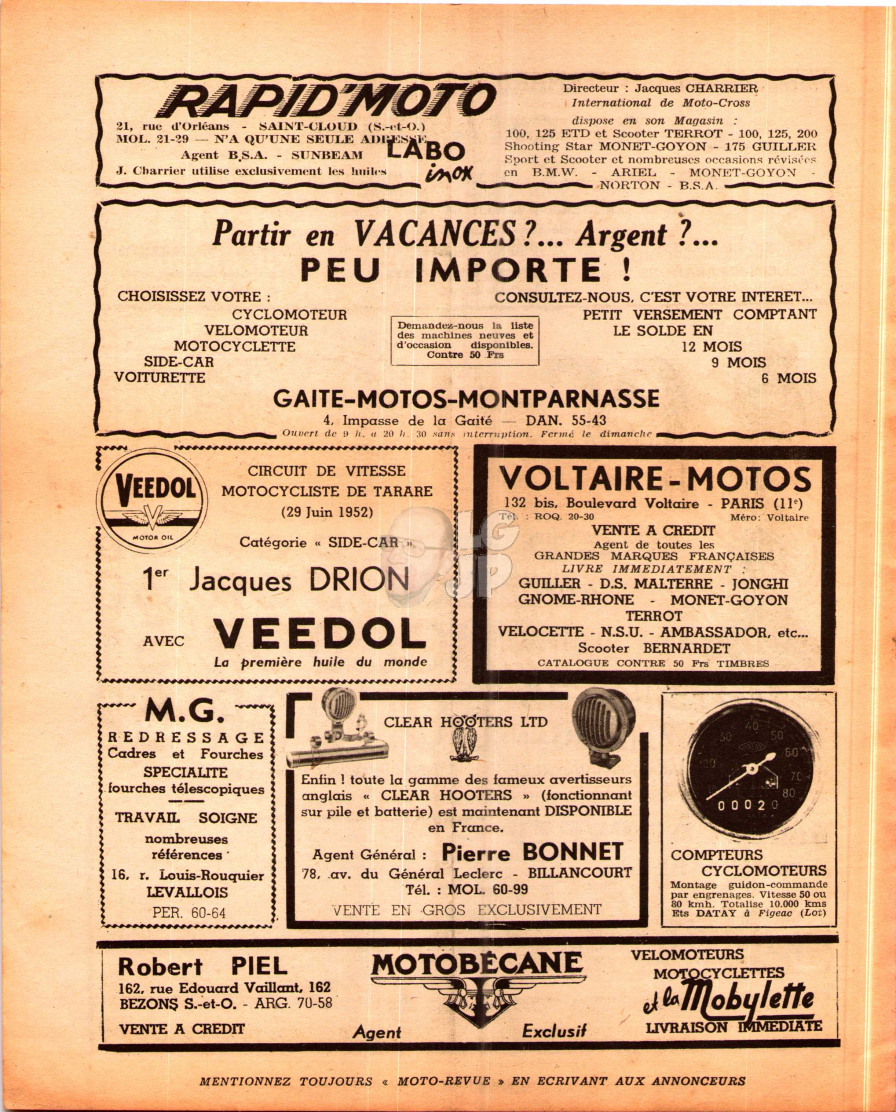 RAPID'MOTO
21, rue d'Orléans - SAINT-CLOUD (S.-et-O.)
MOL. 21-29 — N'A QU'UNE SEULE ADRESSE
Agent B.S.A. - SUNBEAM
J. Charrier utilise exclusivement les huiles
LABO
inox
Directeur : Jacques CHARRIER
International de Moto-Cross
dispose en son Magasin :
100, 125 ETD et Scooter TERROT - 100, 125, 200
Shooting Star MONET-GOYON - 175 GUILLER
Sport et Scooter et nombreuses occasions révisées
en B.M.W. - ARIEL - MONET-GOYON -
NORTON - B.S.A.
Partir en VACANCES ?... Argent ?...
PEU IMPORTE !
CHOISISSEZ VOTRE :
CYCLOMOTEUR
VELOMOTEUR
MOTOCYCLETTE
SIDE-CAR
VOITURETTE
Demandez-nous la liste
des machines neuves et
d'occasion disponibles.
Contre 50 Frs
CONSULTEZ-NOUS, C'EST VOTRE INTERET...
PETIT VERSEMENT COMPTANT
LE SOLDE EN
12 MOIS
9 MOIS
6 MOIS
GAITE-MOTOS-MONTPARNASSE
4, Impasse de la Gaité — DAN. 55-43
Ouvert de 9 h. a 20 h. 30 sans interruption. Fermé le dimanche
VEEDOL
MOTOR OIL
CIRCUIT DE VITESSE
MOTOCYCLISTE DE TARARE
(29 Juin 1952)
Catégorie « SIDE-CAR »
1er Jacques DRION
AVEC VEEDOL
La première huile du monde
LG
JP
VOLTAIRE-MOTOS
132 bis, Boulevard Voltaire - PARIS (11e)
Tél. : ROQ. 20-30 Méro: Voltaire
VENTE A CREDIT
Agent de toutes les
GRANDES MARQUES FRANÇAISES
LIVRE IMMEDIATEMENT :
GUILLER - D.S. MALTERRE - JONGHI
GNOME-RHONE - MONET-GOYON
TERROT
VELOCETTE - N.S.U. - AMBASSADOR, etc...
Scooter BERNARDET
CATALOGUE CONTRE 50 Frs TIMBRES
M.G.
REDRESSAGE
Cadres et Fourches
SPECIALITE
fourches télescopiques
TRAVAIL SOIGNE
nombreuses
références
16, r. Louis-Rouquier
LEVALLOIS
PER. 60-64
CLEAR HOOTERS LTD
Enfin ! toute la gamme des fameux avertisseurs
anglais « CLEAR HOOTERS » (fonctionnant
sur pile et batterie) est maintenant DISPONIBLE
en France.
Agent Général : Pierre BONNET
78, av. du Général Leclerc - BILLANCOURT
Tél. : MOL. 60-99
VENTE EN GROS EXCLUSIVEMENT
30 40 60
70
80
00020
COMPTEURS
CYCLOMOTEURS
Montage guidon-commande
par engrenages. Vitesse 50 ou
80 kmh. Totalise 10.000 kms
Ets DATAY à Figeac (Lot)
Robert PIEL
162, rue Edouard Vaillant, 162
BEZONS S.-et-O. - ARG. 70-58
VENTE A CREDIT
MOTOBÉCANE
Agent Exclusif
VELOMOTEURS
MOTOCYCLETTES
et la Mobylette
LIVRAISON IMMEDIATE
MENTIONNEZ TOUJOURS « MOTO-REVUE » EN ECRIVANT AUX ANNONCEURS